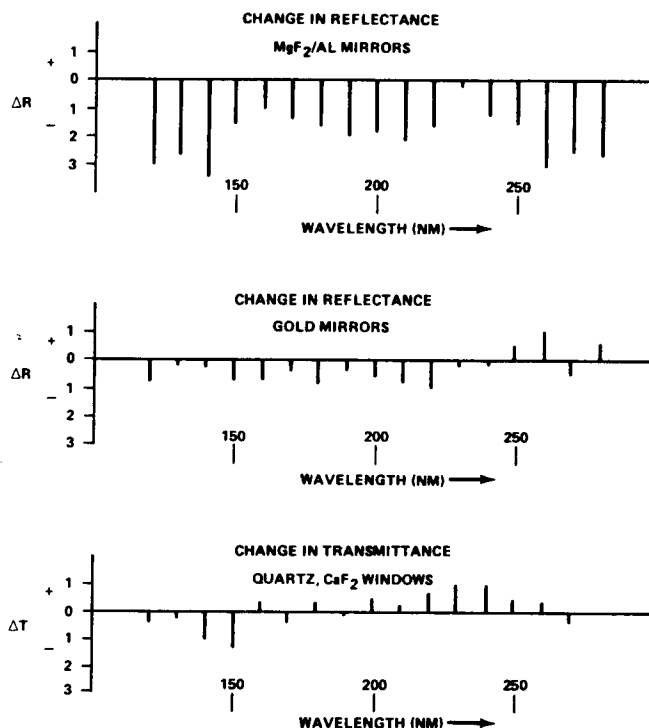 CHANGE IN REFLECTANCE
MgF2/AL MIRRORS
+ 1
0
ΔR 1
− 2
3
150 200 250
WAVELENGTH (NM) →
CHANGE IN REFLECTANCE
GOLD MIRRORS
+ 1
0
ΔR 1
− 2
3
150 200 250
WAVELENGTH (NM) →
CHANGE IN TRANSMITTANCE
QUARTZ, CaF2 WINDOWS
+ 1
0
ΔT 1
− 2
3
150 200 250
WAVELENGTH (NM) →